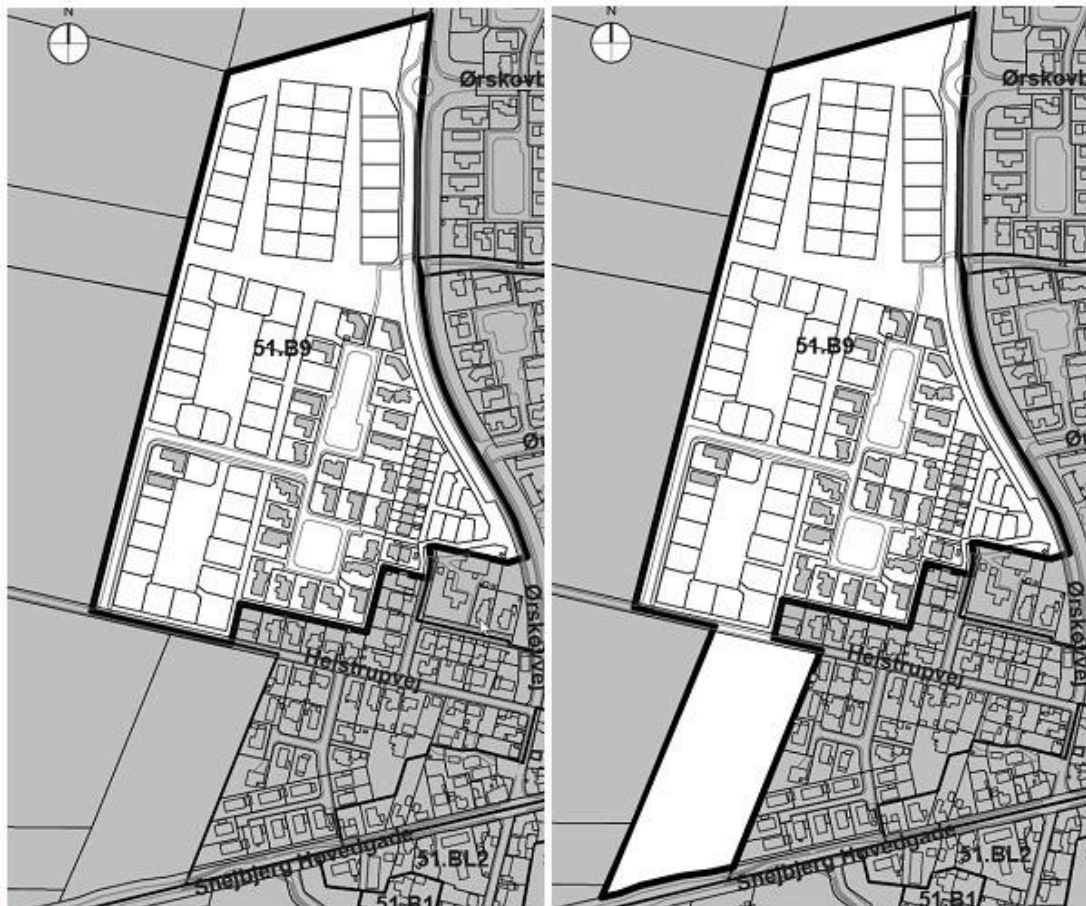 N
Ørskovb
51.B9
Ør
Ørskovvej
Helstrupvej
Snejbjerg Hovedgade
51.BL2
51.B1
N
Ørskovb
51.B9
Ø
Ørskovvej
Helstrupvej
Snejbjerg Hovedgade
51.BL2
51.B1